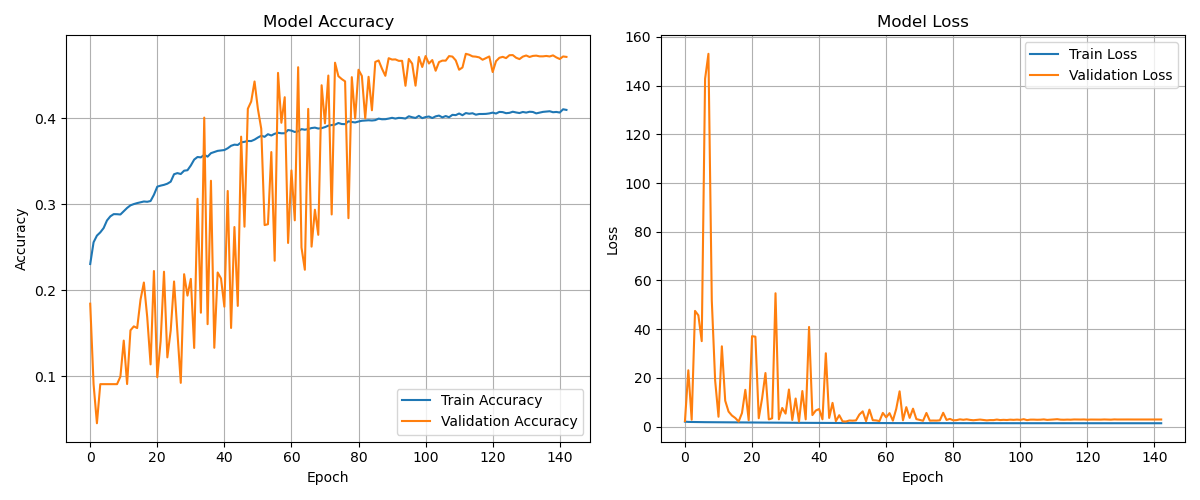 Model Accuracy
Accuracy
0.4
0.3
0.2
0.1
Train Accuracy
Validation Accuracy
0 20 40 60 80 100 120 140
Epoch
Model Loss
Loss
160
140
120
100
80
60
40
20
0
Train Loss
Validation Loss
0 20 40 60 80 100 120 140
Epoch